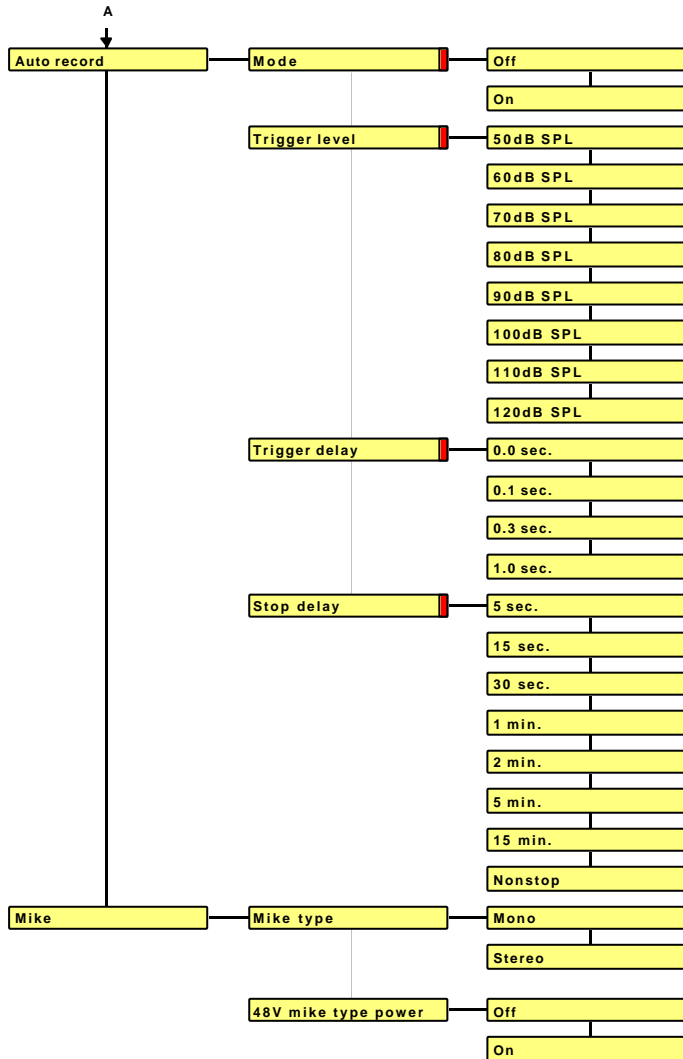 A
Auto record
Mode
Off
On
Trigger level
50dB SPL
60dB SPL
70dB SPL
80dB SPL
90dB SPL
100dB SPL
110dB SPL
120dB SPL
Trigger delay
0.0 sec.
0.1 sec.
0.3 sec.
1.0 sec.
Stop delay
5 sec.
15 sec.
30 sec.
1 min.
2 min.
5 min.
15 min.
Nonstop
Mike
Mike type
Mono
Stereo
48V mike type power
Off
On